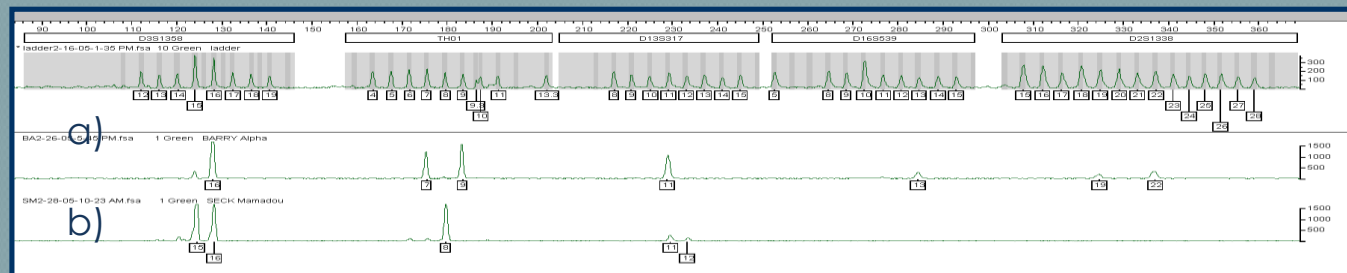 90 100 110 120 130 140 150 160 170 180 190 200 210 220 230 240 250 260 270 280 290 300 310 320 330 340 350 360
D3S1358 TH01 D13S317 D16S539 D2S1338
* ladder2-16-05-1-35 PM.fsa 10 Green ladder
300
200
100
12 13 14 16 17 18 19 4 5 6 7 8 9 11 13.3 8 9 10 11 12 13 14 15 5 8 9 10 11 12 13 14 15 15 16 17 18 19 20 21 22 23 25 27 28
15 9.3
10 24 26
a)
BA2-26-05-5-45 PM.fsa 1 Green BARRY Alpha
1500
1000
500
16 7 9 11 13 19 22
SM2-28-05-10-23 AM.fsa 1 Green SECK Mamadou
b)
1500
1000
500
15 8 11
16 12